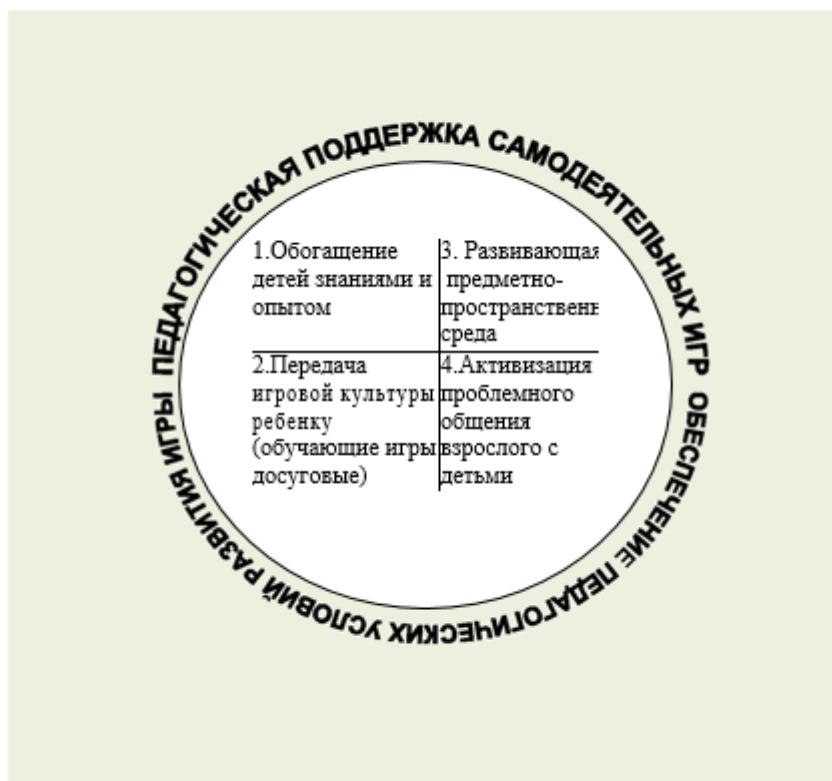 ПЕДАГОГИЧЕСКАЯ ПОДДЕРЖКА САМОДЕЯТЕЛЬНЫХ ИГР
ОБЕСПЕЧЕНИЕ ПЕДАГОГИЧЕСКИХ УСЛОВИЙ РАЗВИТИЯ ИГРЫ
1.Обогащение
детей знаниями и
опытом
3. Развивающая
предметно-
пространственн
среда
2.Передача
игровой культуры
ребенку
(обучающие игры
досуговые)
4.Активизация
проблемного
общения
взрослого с
детьми